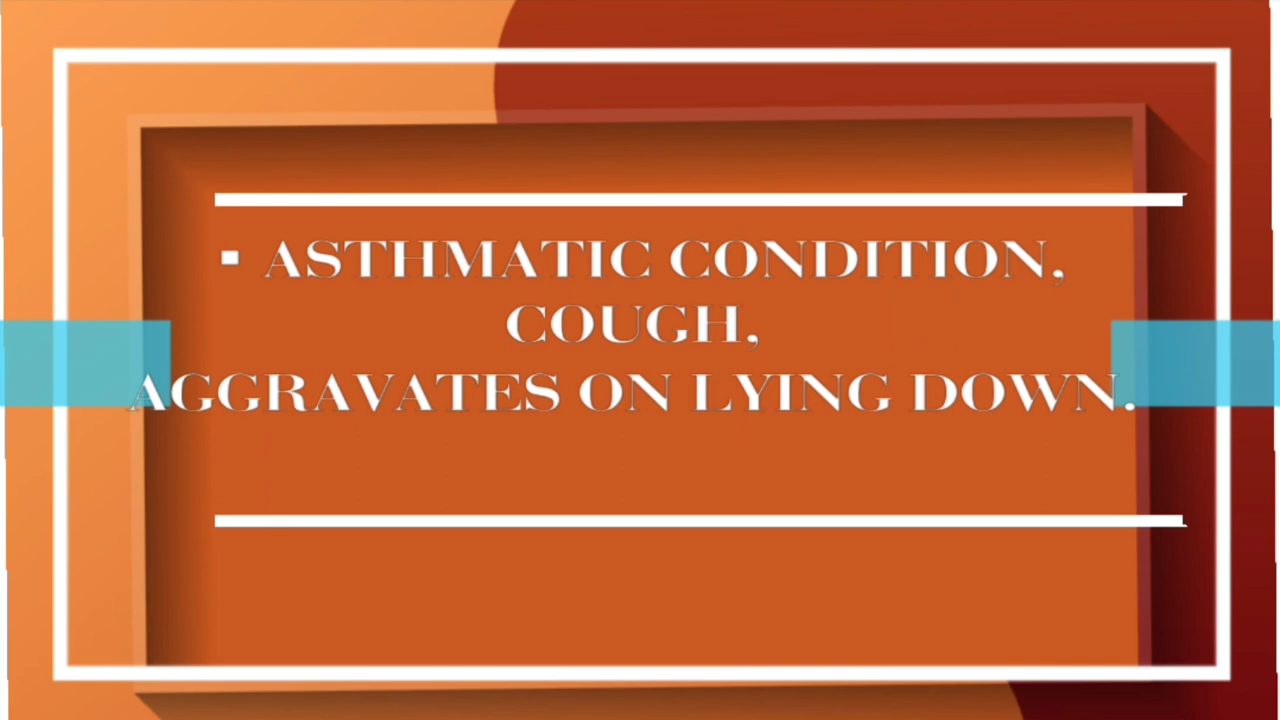 ▪ ASTHMATIC CONDITION,
COUGH,
AGGRAVATES ON LYING DOWN.